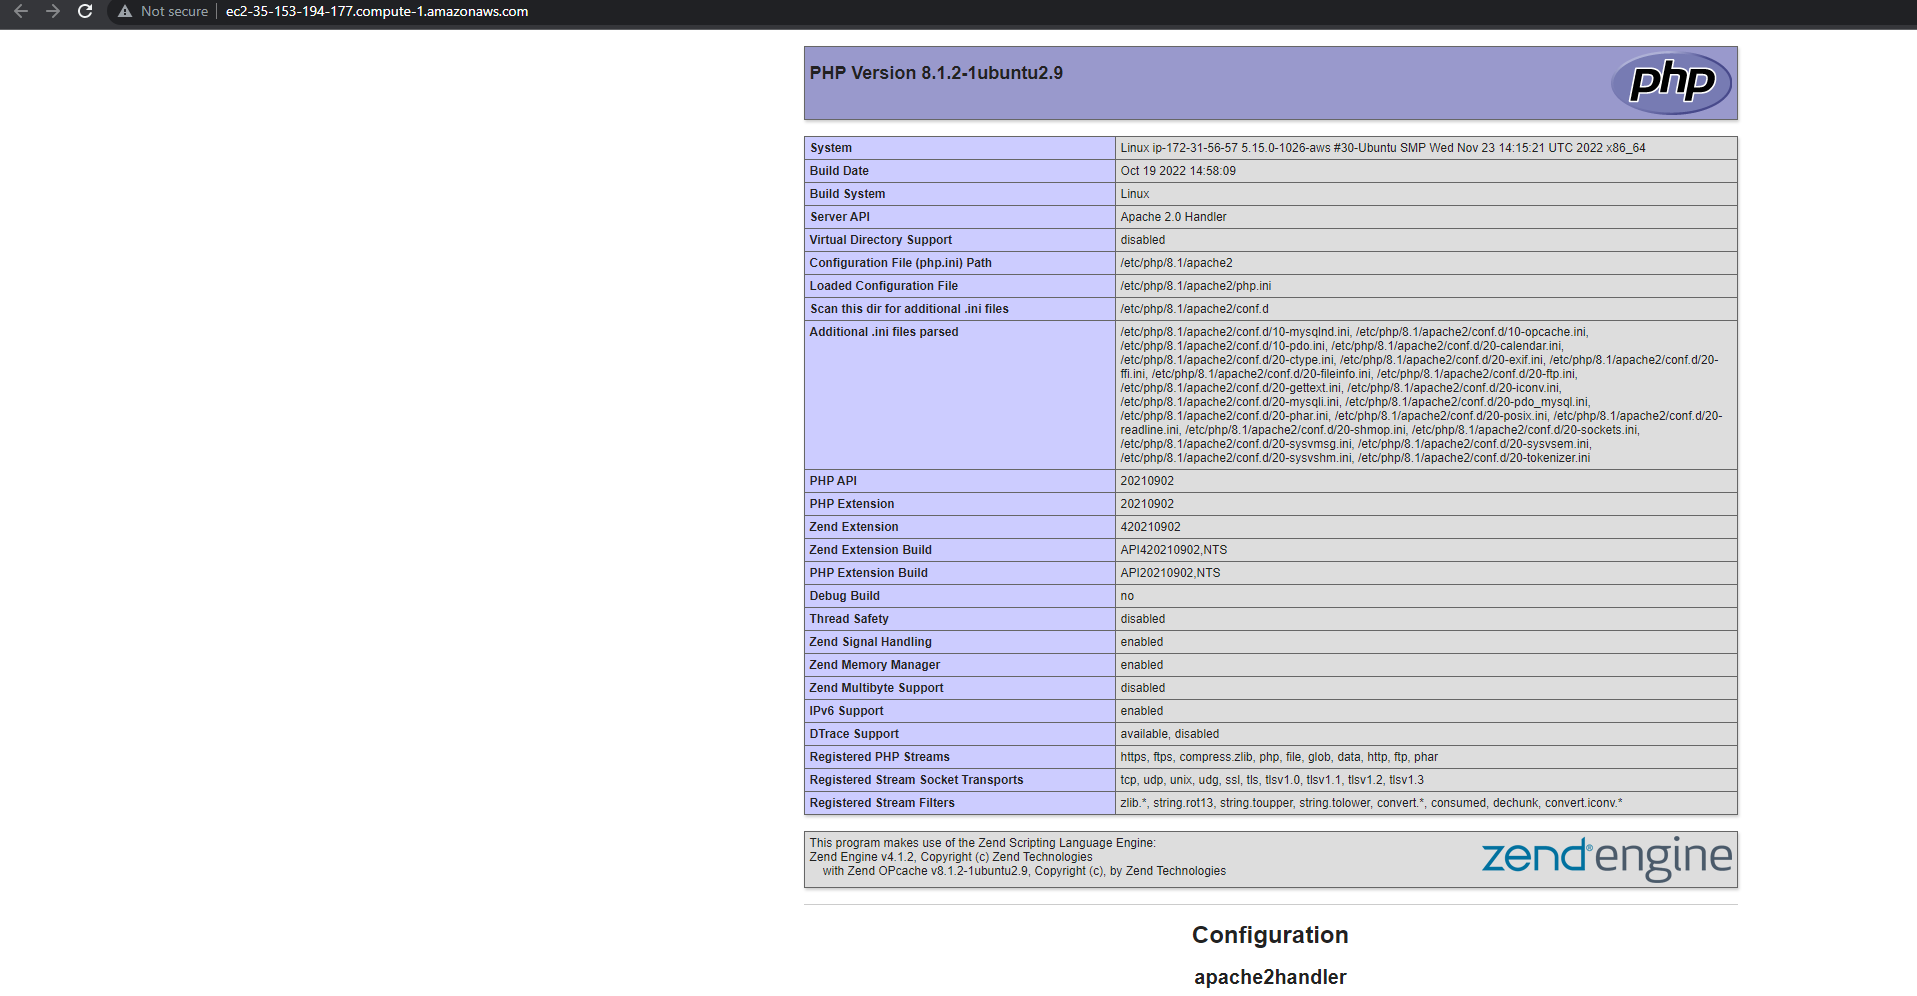 Not secure ec2-35-153-194-177.compute-1.amazonaws.com
PHP Version 8.1.2-1ubuntu2.9
php
System Linux ip-172-31-56-57 5.15.0-1026-aws #30-Ubuntu SMP Wed Nov 23 14:15:21 UTC 2022 x86_64
Build Date Oct 19 2022 14:58:09
Build System Linux
Server API Apache 2.0 Handler
Virtual Directory Support disabled
Configuration File (php.ini) Path /etc/php/8.1/apache2
Loaded Configuration File /etc/php/8.1/apache2/php.ini
Scan this dir for additional .ini files /etc/php/8.1/apache2/conf.d
Additional .ini files parsed /etc/php/8.1/apache2/conf.d/10-mysqlnd.ini, /etc/php/8.1/apache2/conf.d/10-opcache.ini,
/etc/php/8.1/apache2/conf.d/10-pdo.ini, /etc/php/8.1/apache2/conf.d/20-calendar.ini,
/etc/php/8.1/apache2/conf.d/20-ctype.ini, /etc/php/8.1/apache2/conf.d/20-exif.ini, /etc/php/8.1/apache2/conf.d/20-
ffi.ini, /etc/php/8.1/apache2/conf.d/20-fileinfo.ini, /etc/php/8.1/apache2/conf.d/20-ftp.ini,
/etc/php/8.1/apache2/conf.d/20-gettext.ini, /etc/php/8.1/apache2/conf.d/20-iconv.ini,
/etc/php/8.1/apache2/conf.d/20-mysqli.ini, /etc/php/8.1/apache2/conf.d/20-pdo_mysql.ini,
/etc/php/8.1/apache2/conf.d/20-phar.ini, /etc/php/8.1/apache2/conf.d/20-posix.ini, /etc/php/8.1/apache2/conf.d/20-
readline.ini, /etc/php/8.1/apache2/conf.d/20-shmop.ini, /etc/php/8.1/apache2/conf.d/20-sockets.ini,
/etc/php/8.1/apache2/conf.d/20-sysvmsg.ini, /etc/php/8.1/apache2/conf.d/20-sysvsem.ini,
/etc/php/8.1/apache2/conf.d/20-sysvshm.ini, /etc/php/8.1/apache2/conf.d/20-tokenizer.ini
PHP API 20210902
PHP Extension 20210902
Zend Extension 420210902
Zend Extension Build API420210902,NTS
PHP Extension Build API20210902,NTS
Debug Build no
Thread Safety disabled
Zend Signal Handling enabled
Zend Memory Manager enabled
Zend Multibyte Support disabled
IPv6 Support enabled
DTrace Support available, disabled
Registered PHP Streams https, ftps, compress.zlib, php, file, glob, data, http, ftp, phar
Registered Stream Socket Transports tcp, udp, unix, udg, ssl, tls, tlsv1.0, tlsv1.1, tlsv1.2, tlsv1.3
Registered Stream Filters zlib.*, string.rot13, string.toupper, string.tolower, convert.*, consumed, dechunk, convert.iconv.*
This program makes use of the Zend Scripting Language Engine:
Zend Engine v4.1.2, Copyright (c) Zend Technologies
with Zend OPcache v8.1.2-1ubuntu2.9, Copyright (c), by Zend Technologies
zend® engine
Configuration
apache2handler